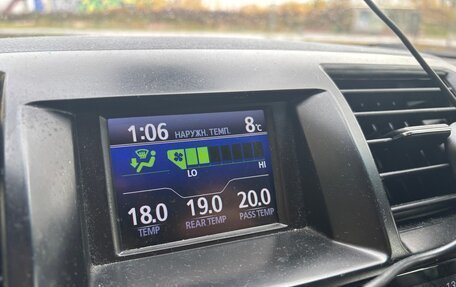 1:06 НАРУЖН. ТЕМП. 8°C
LO HI
18.0 19.0 20.0
TEMP REAR TEMP PASS TEMP